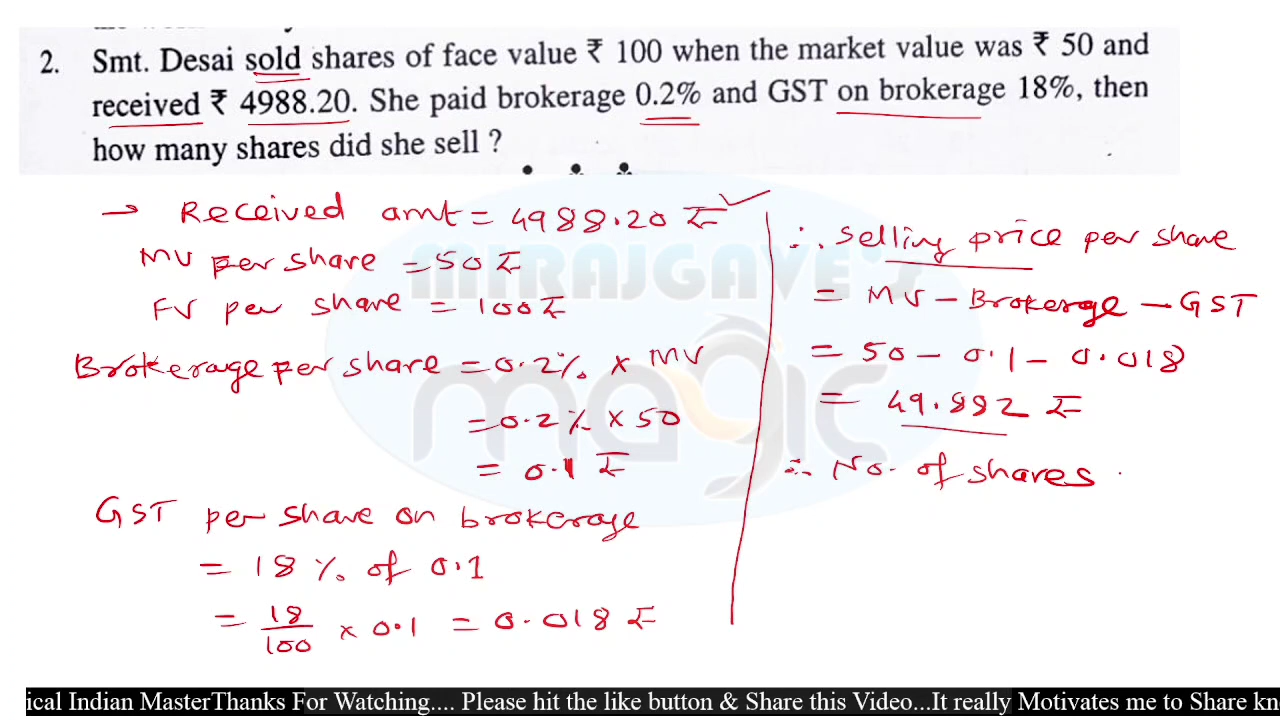 2. Smt. Desai sold shares of face value ₹ 100 when the market value was ₹ 50 and
received ₹ 4988.20. She paid brokerage 0.2% and GST on brokerage 18%, then
how many shares did she sell ?
→ Received amt = 4988.20 ₹
MV per share = 50 ₹
FV per share = 100 ₹
Brokerage per share = 0.2% × MV
= 0.2% × 50
= 0.1 ₹
GST per share on brokerage
= 18 % of 0.1
= 18/100 × 0.1 = 0.018 ₹
∴ Selling price per share
= MV - Brokerage - GST
= 50 - 0.1 - 0.018
= 49.882 ₹
∴ No. of shares
MIRAJGAVE's
magic
ical Indian MasterThanks For Watching.... Please hit the like button & Share this Video...It really Motivates me to Share kn